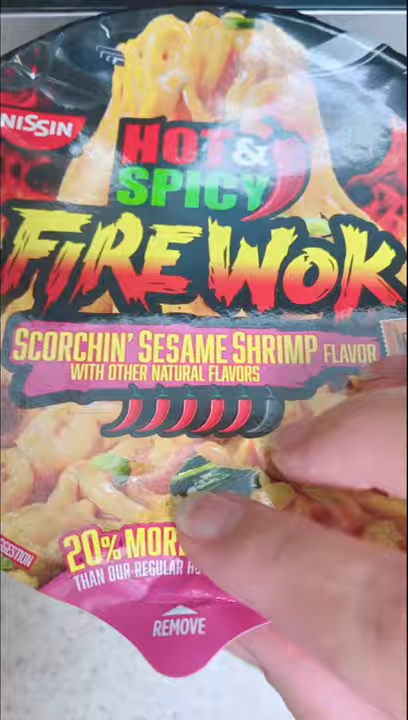 NISSIN
HOT &
SPICY
FIRE WOK
SCORCHIN' SESAME SHRIMP FLAVOR
WITH OTHER NATURAL FLAVORS
20% MORE
THAN OUR REGULAR
REMOVE